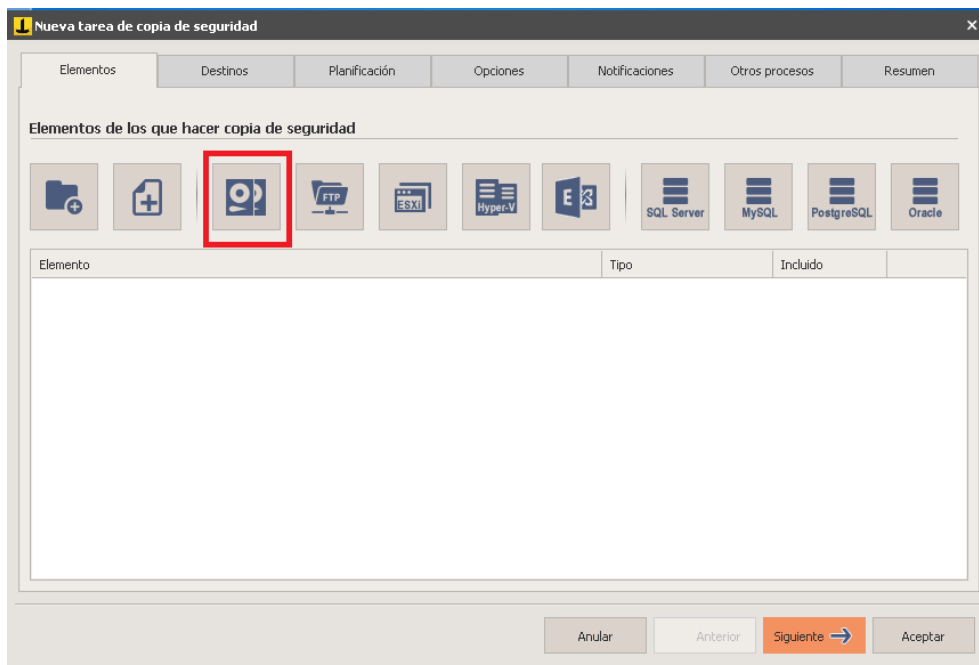 Nueva tarea de copia de seguridad
Elementos Destinos Planificación Opciones Notificaciones Otros procesos Resumen
Elementos de los que hacer copia de seguridad
FTP ESXi Hyper-V E SQL Server MySQL PostgreSQL Oracle
Elemento Tipo Incluido
Anular Anterior Siguiente Aceptar